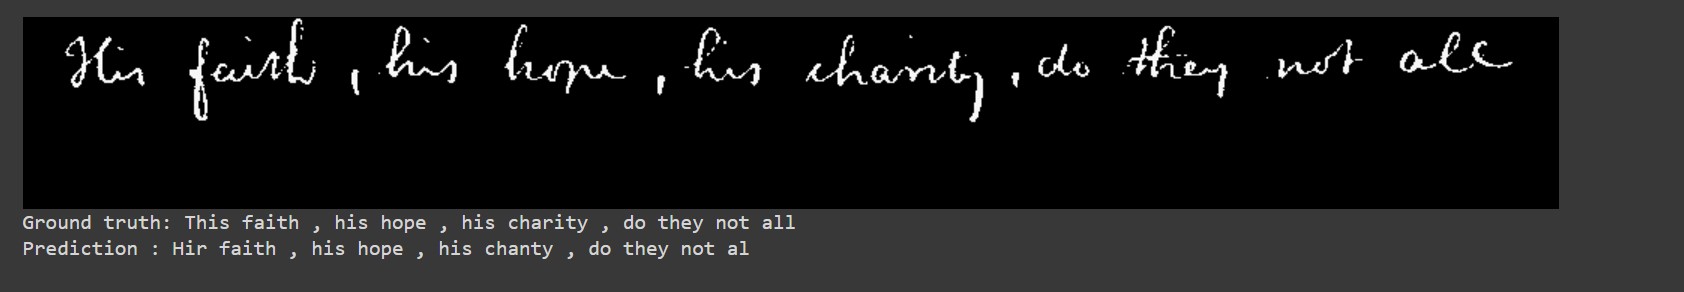 His faith , his hope , his charity , do they not all
Ground truth: This faith , his hope , his charity , do they not all
Prediction : Hir faith , his hope , his chanty , do they not al